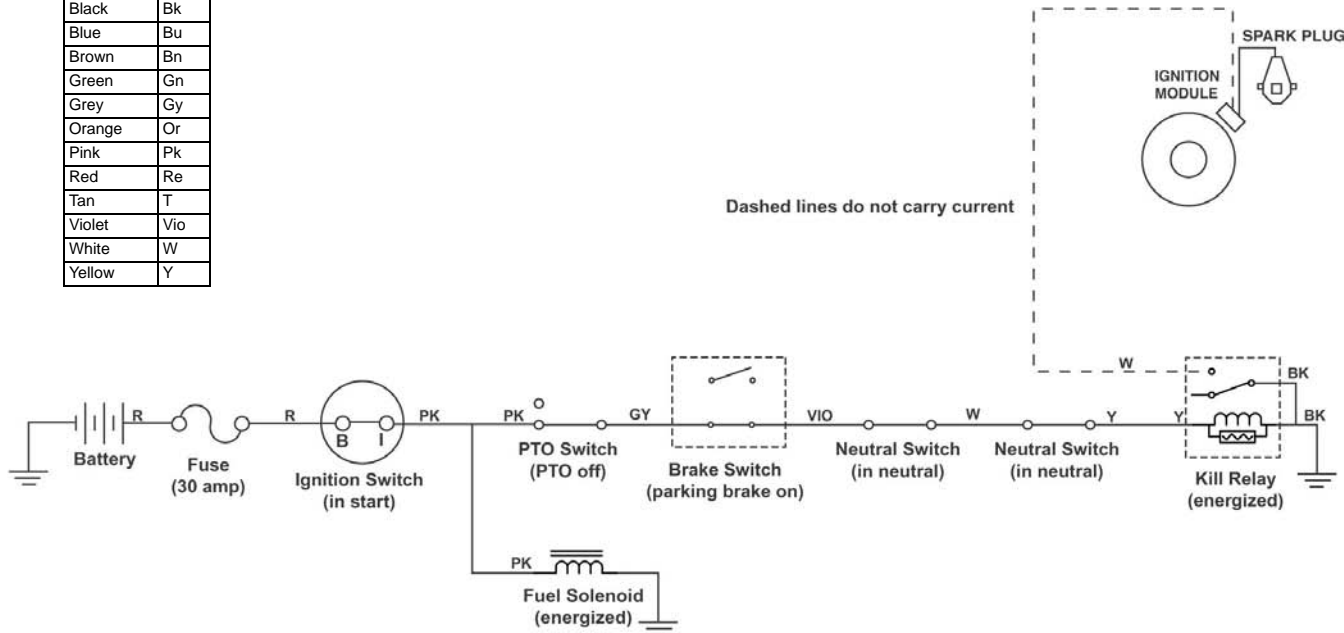 Black Bk
Blue Bu
Brown Bn
Green Gn
Grey Gy
Orange Or
Pink Pk
Red Re
Tan T
Violet Vio
White W
Yellow Y
SPARK PLUG
IGNITION
MODULE
Dashed lines do not carry current
W
BK
R
R
B
I
PK
PK
GY
VIO
W
Y
Y
BK
Battery
Fuse
(30 amp)
Ignition Switch
(in start)
PTO Switch
(PTO off)
Brake Switch
(parking brake on)
Neutral Switch
(in neutral)
Neutral Switch
(in neutral)
Kill Relay
(energized)
PK
Fuel Solenoid
(energized)